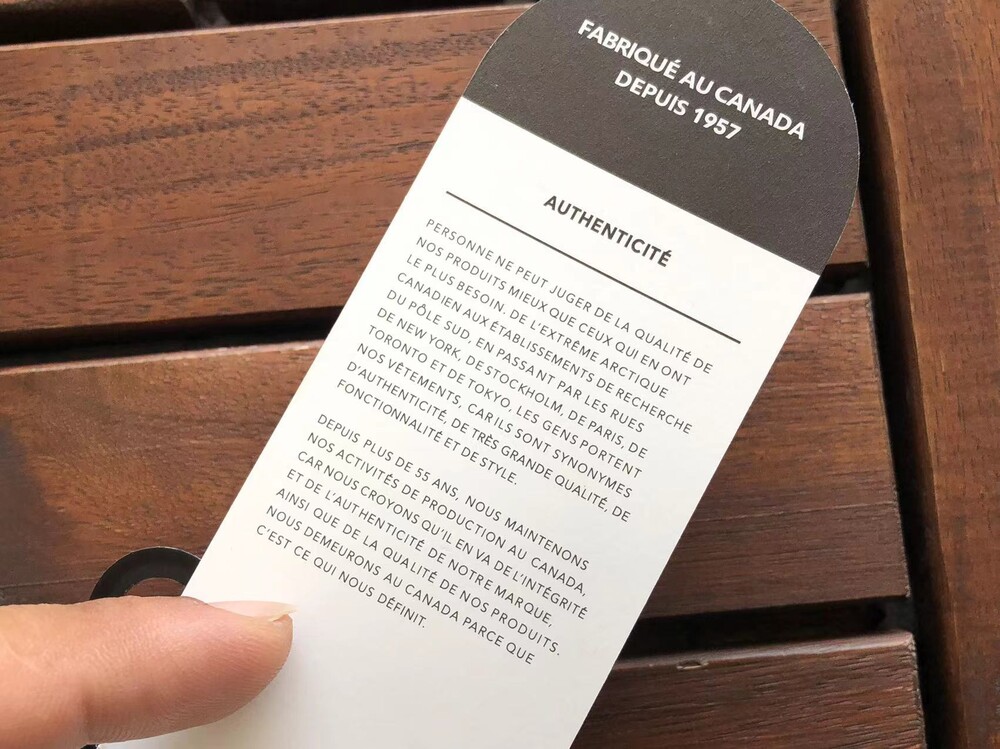 FABRIQUÉ AU CANADA
DEPUIS 1957
AUTHENTICITÉ
PERSONNE NE PEUT JUGER DE LA QUALITÉ DE
NOS PRODUITS MIEUX QUE CEUX QUI EN ONT
LE PLUS BESOIN. DE L'EXTRÊME ARCTIQUE
CANADIEN AUX ÉTABLISSEMENTS DE RECHERCHE
DU PÔLE SUD, EN PASSANT PAR LES RUES
DE NEW YORK, DE STOCKHOLM, DE PARIS, DE
TORONTO ET DE TOKYO, LES GENS PORTENT
NOS VÊTEMENTS, CAR ILS SONT SYNONYMES
D'AUTHENTICITÉ, DE TRÈS GRANDE QUALITÉ, DE
FONCTIONNALITÉ ET DE STYLE.
DEPUIS PLUS DE 55 ANS, NOUS MAINTENONS
NOS ACTIVITÉS DE PRODUCTION AU CANADA,
CAR NOUS CROYONS QU'IL EN VA DE L'INTÉGRITÉ
ET DE L'AUTHENTICITÉ DE NOTRE MARQUE,
AINSI QUE DE LA QUALITÉ DE NOS PRODUITS.
NOUS DEMEURONS AU CANADA PARCE QUE
C'EST CE QUI NOUS DÉFINIT.